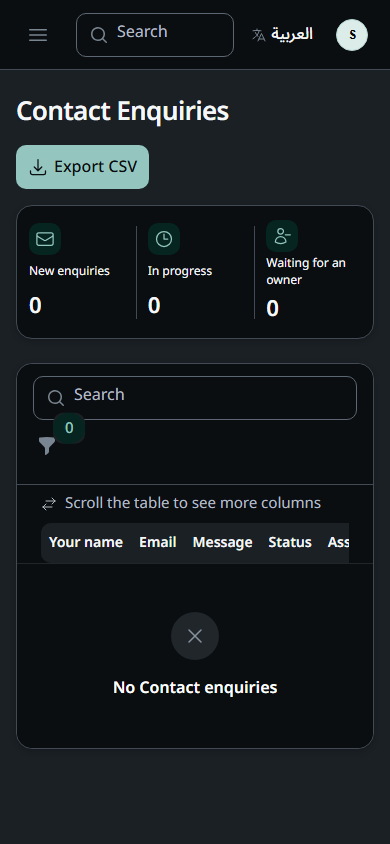 Search
العربية
S
Contact Enquiries
Export CSV
New enquiries
0
In progress
0
Waiting for an
owner
0
Search
0
Scroll the table to see more columns
Your name Email Message Status Ass
No Contact enquiries